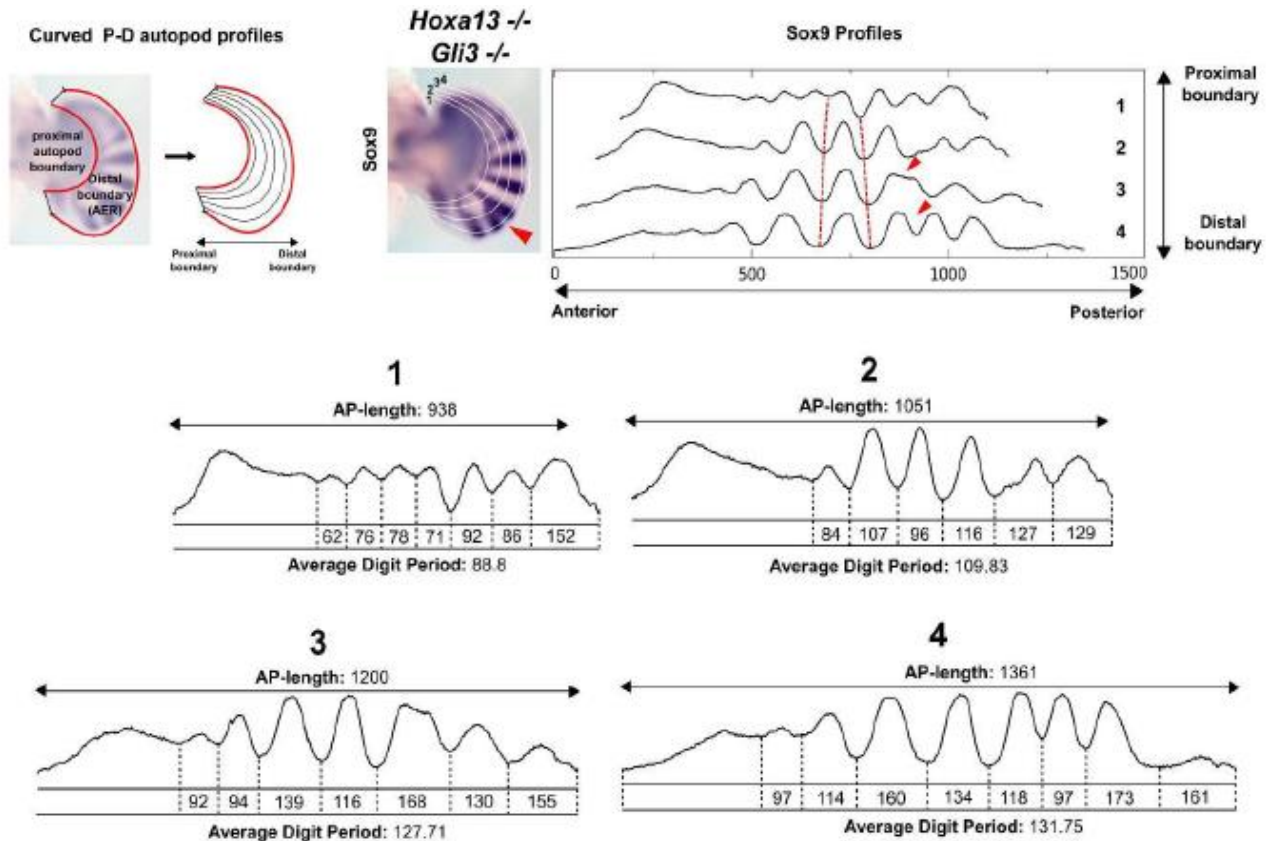 Curved P-D autopod profiles
proximal
autopod
boundary
Distal
boundary
(AER)
Proximal
boundary
Distal
boundary
Hoxa13 -/-
Gli3 -/-
1234
Sox9
Sox9 Profiles
1
2
3
4
0
500
1000
1500
Anterior
Posterior
Proximal
boundary
Distal
boundary
1
AP-length: 938
62 76 78 71 92 86 152
Average Digit Period: 88.8
2
AP-length: 1051
84 107 96 116 127 129
Average Digit Period: 109.83
3
AP-length: 1200
92 94 139 116 168 130 155
Average Digit Period: 127.71
4
AP-length: 1361
97 114 160 134 118 97 173 161
Average Digit Period: 131.75